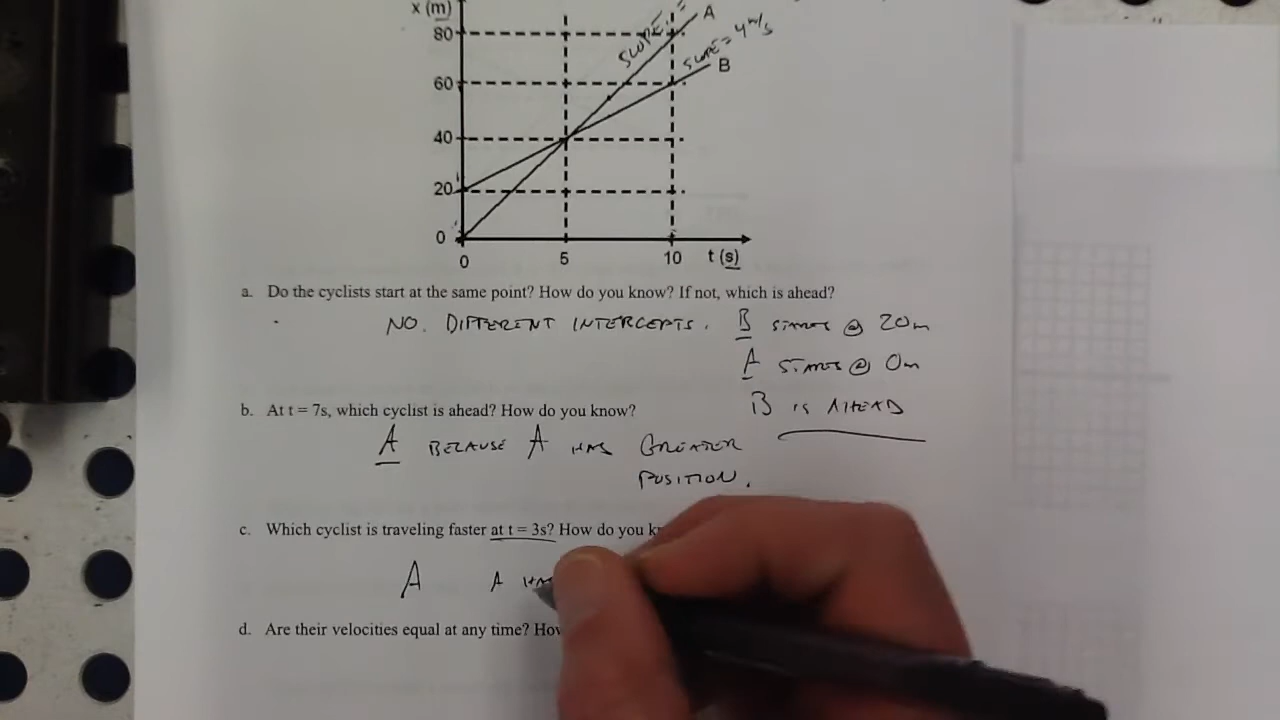 x (m)
80
60
40
20
0
0 5 10 t (s)
A
B
SLOPE =
SLOPE = 4 m/s
a. Do the cyclists start at the same point? How do you know? If not, which is ahead?
NO. DIFFERENT INTERCEPTS. B STARTS @ 20m
A STARTS @ 0m
B IS AHEAD
b. At t = 7s, which cyclist is ahead? How do you know?
A BECAUSE A HAS GREATER
POSITION.
c. Which cyclist is traveling faster at t = 3s? How do you
A A HAS
d. Are their velocities equal at any time?